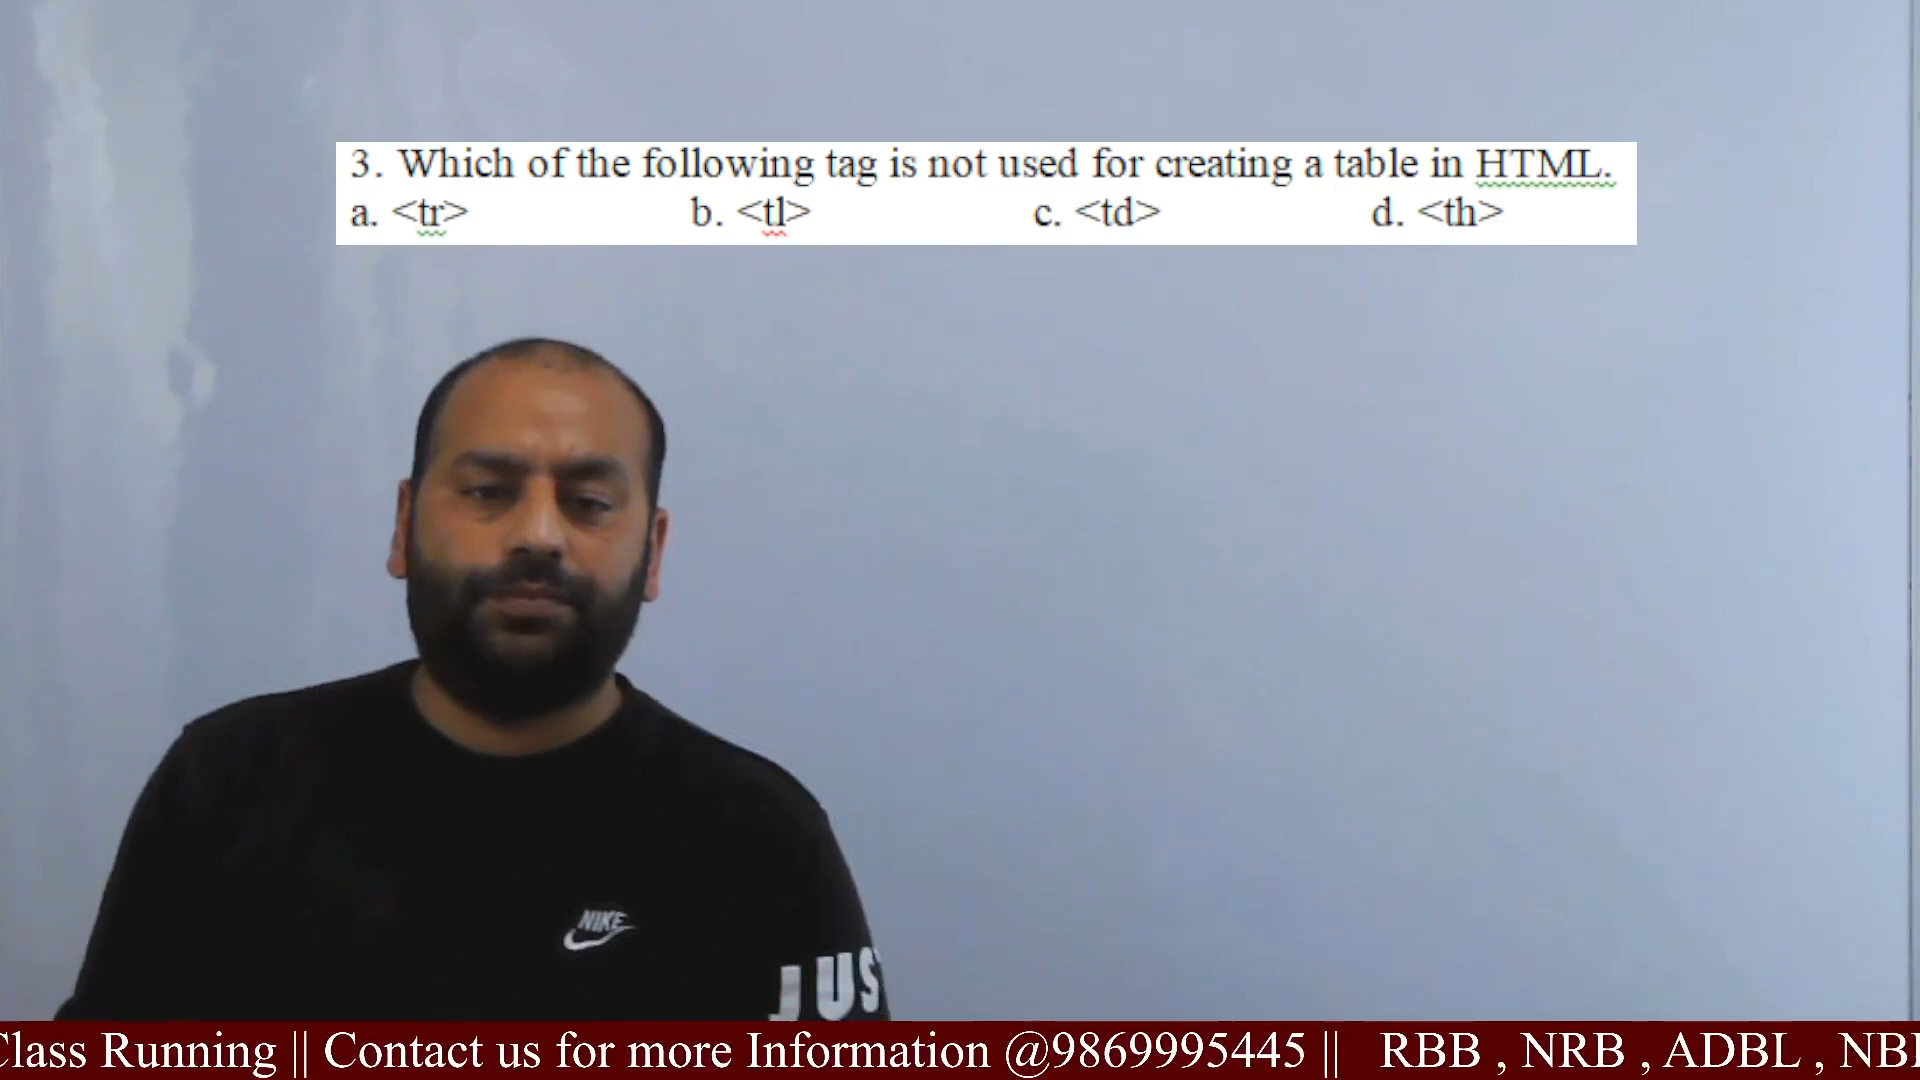 3. Which of the following tag is not used for creating a table in HTML.
a. <tr> b. <tl> c. <td> d. <th>
NIKE
JUS
Class Running || Contact us for more Information @9869995445 || RBB , NRB , ADBL , NB